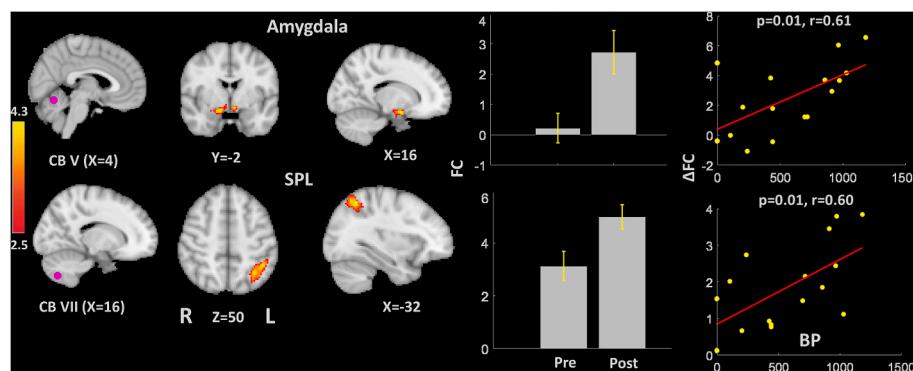 Amygdala
4.3
2.5
CB V (X=4)
Y=-2
X=16
SPL
CB VII (X=16)
R
Z=50
L
X=-32
FC
4
3
2
1
0
-1
6
4
2
0
Pre
Post
ΔFC
p=0.01, r=0.61
8
6
4
2
0
-2
0
500
1000
1500
p=0.01, r=0.60
4
3
2
1
0
BP
0
500
1000
150